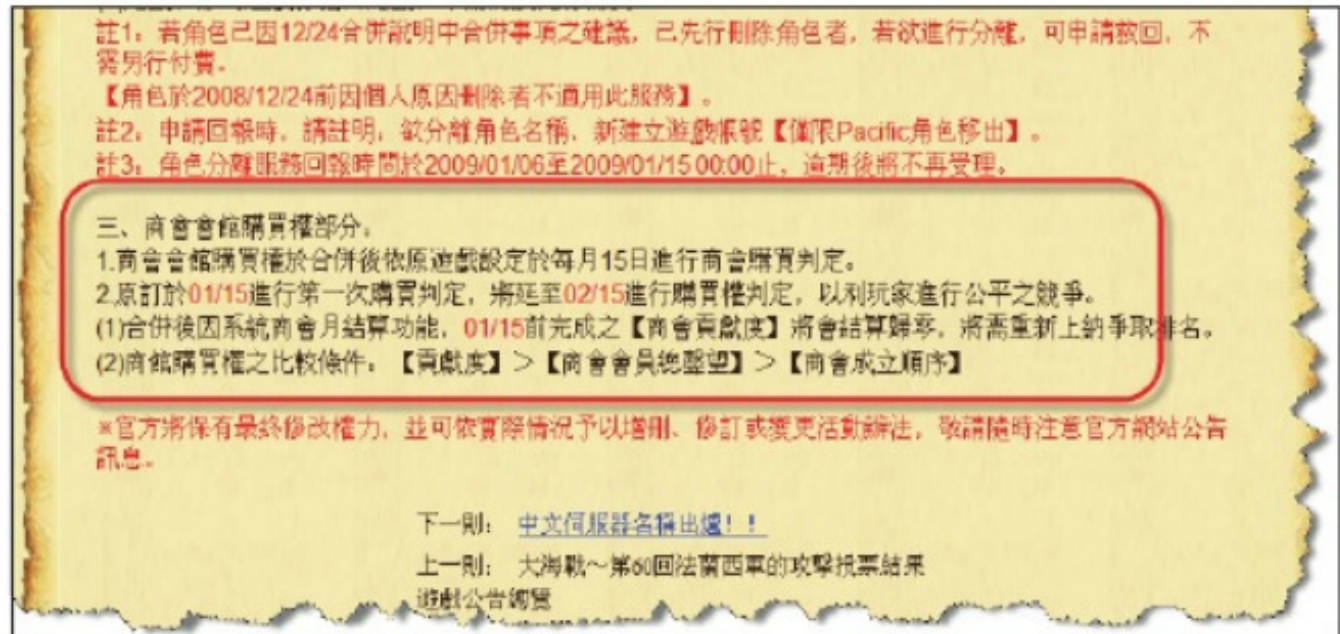 註1：若角色已因12/24合併說明中合併事項之建議，已先行刪除角色者，若欲進行分離，可申請救回，不
需另行付費。
【角色於2008/12/24前因個人原因刪除者不適用此服務】。
註2：申請回報時，請註明：欲分離角色名稱、新建立遊戲帳號【僅限Pacific角色移出】。
註3：角色分離服務回報時間於2009/01/06至2009/01/15 00:00止，逾期後將不再受理。
三、商會會館購買權部分：
1.商會會館購買權於合併後依原遊戲設定於每月15日進行商會購買判定。
2.原訂於01/15進行第一次購買判定，將延至02/15進行購買權判定，以利玩家進行公平之競爭。
(1)合併後因系統商會月結算功能，01/15前完成之【商會貢獻度】將會結算歸零，將需重新上納爭取排名。
(2)商館購買權之比較條件：【貢獻度】＞【商會會員總聲望】＞【商會成立順序】
※官方將保有最終修改權力，並可依實際情況予以增刪、修訂或變更活動辦法，敬請隨時注意官方網站公告
訊息。
下一則： 中文伺服器名稱出爐！！
上一則： 大海戰～第60回法蘭西軍的攻擊投票結果
遊戲公告總覽